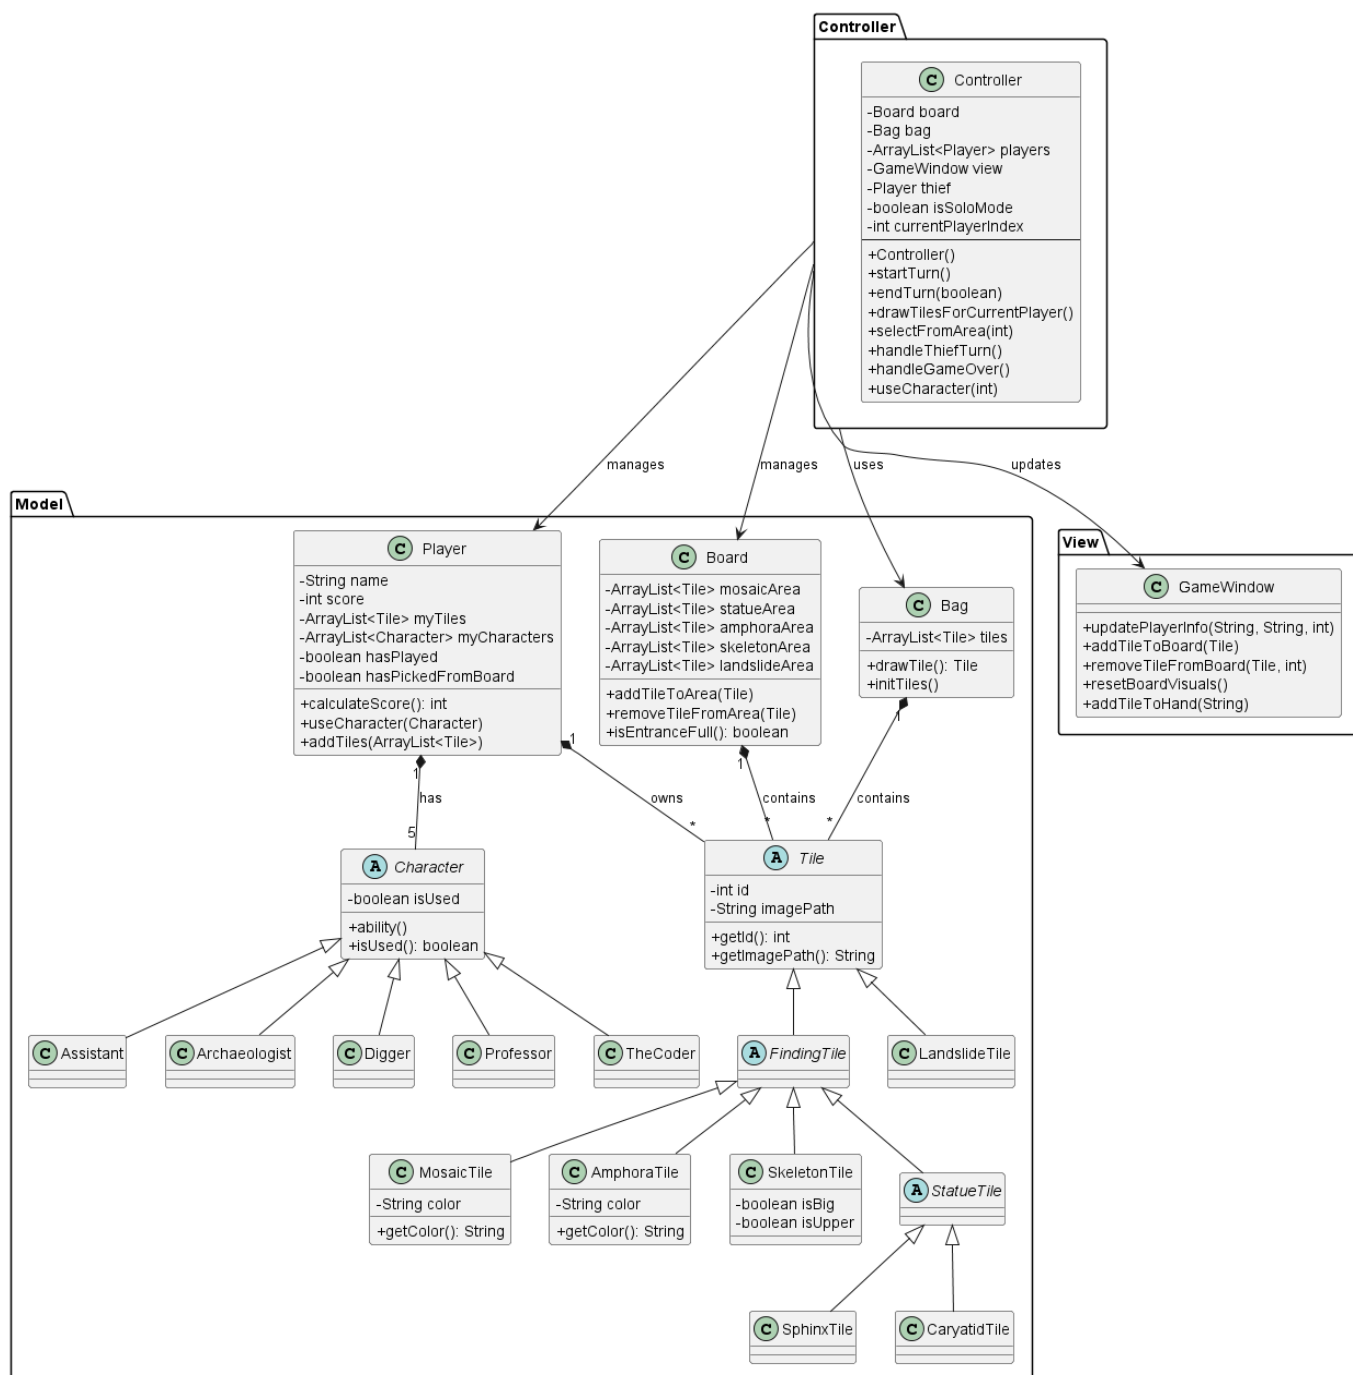 Controller
C Controller
-Board board
-Bag bag
-ArrayList<Player> players
-GameWindow view
-Player thief
-boolean isSoloMode
-int currentPlayerIndex
+Controller()
+startTurn()
+endTurn(boolean)
+drawTilesForCurrentPlayer()
+selectFromArea(int)
+handleThiefTurn()
+handleGameOver()
+useCharacter(int)
manages
manages
uses
updates
Model
C Player
-String name
-int score
-ArrayList<Tile> myTiles
-ArrayList<Character> myCharacters
-boolean hasPlayed
-boolean hasPickedFromBoard
+calculateScore(): int
+useCharacter(Character)
+addTiles(ArrayList<Tile>)
C Board
-ArrayList<Tile> mosaicArea
-ArrayList<Tile> statueArea
-ArrayList<Tile> amphoraArea
-ArrayList<Tile> skeletonArea
-ArrayList<Tile> landslideArea
+addTileToArea(Tile)
+removeTileFromArea(Tile)
+isEntranceFull(): boolean
C Bag
-ArrayList<Tile> tiles
+drawTile(): Tile
+initTiles()
View
C GameWindow
+updatePlayerInfo(String, String, int)
+addTileToBoard(Tile)
+removeTileFromBoard(Tile, int)
+resetBoardVisuals()
+addTileToHand(String)
1
has
5
1
owns
*
1
contains
*
1
contains
*
A Character
-boolean isUsed
+ability()
+isUsed(): boolean
A Tile
-int id
-String imagePath
+getId(): int
+getImagePath(): String
C Assistant
C Archaeologist
C Digger
C Professor
C TheCoder
A FindingTile
C LandslideTile
C MosaicTile
-String color
+getColor(): String
C AmphoraTile
-String color
+getColor(): String
C SkeletonTile
-boolean isBig
-boolean isUpper
A StatueTile
C SphinxTile
C CaryatidTile